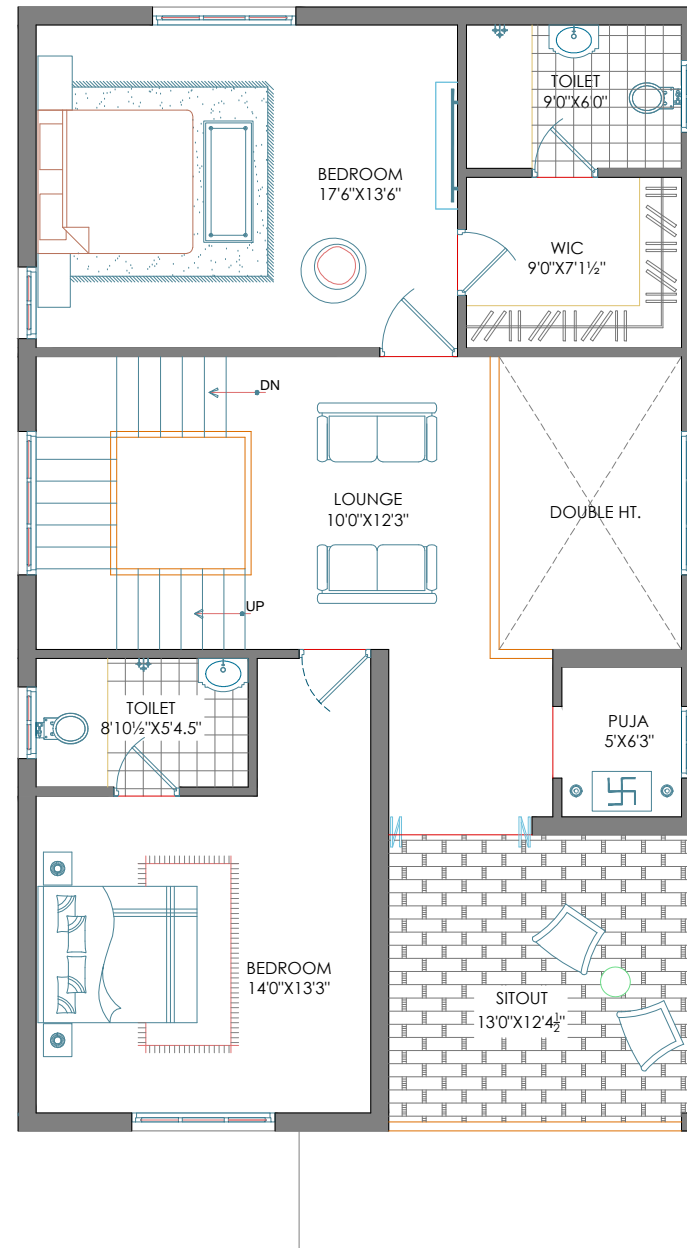 TOILET
9'0"X6'0"
BEDROOM
17'6"X13'6"
WIC
9'0"X7'1½"
DN
LOUNGE
10'0"X12'3"
DOUBLE HT.
UP
TOILET
8'10½"X5'4.5"
PUJA
5'X6'3"
BEDROOM
14'0"X13'3"
SITOUT
13'0"X12'4½"